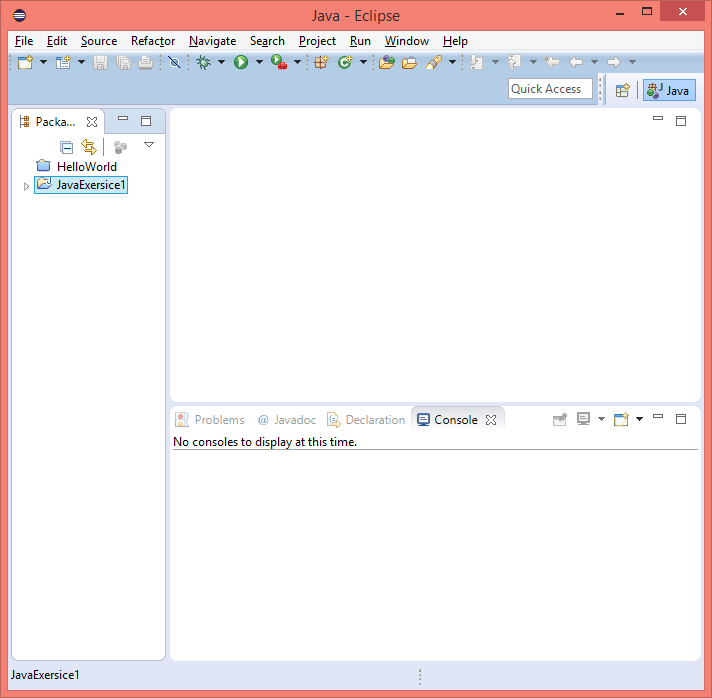 Java - Eclipse
File Edit Source Refactor Navigate Search Project Run Window Help
Quick Access
Java
Packa...
HelloWorld
JavaExersice1
Problems @ Javadoc Declaration Console
No consoles to display at this time.
JavaExersice1